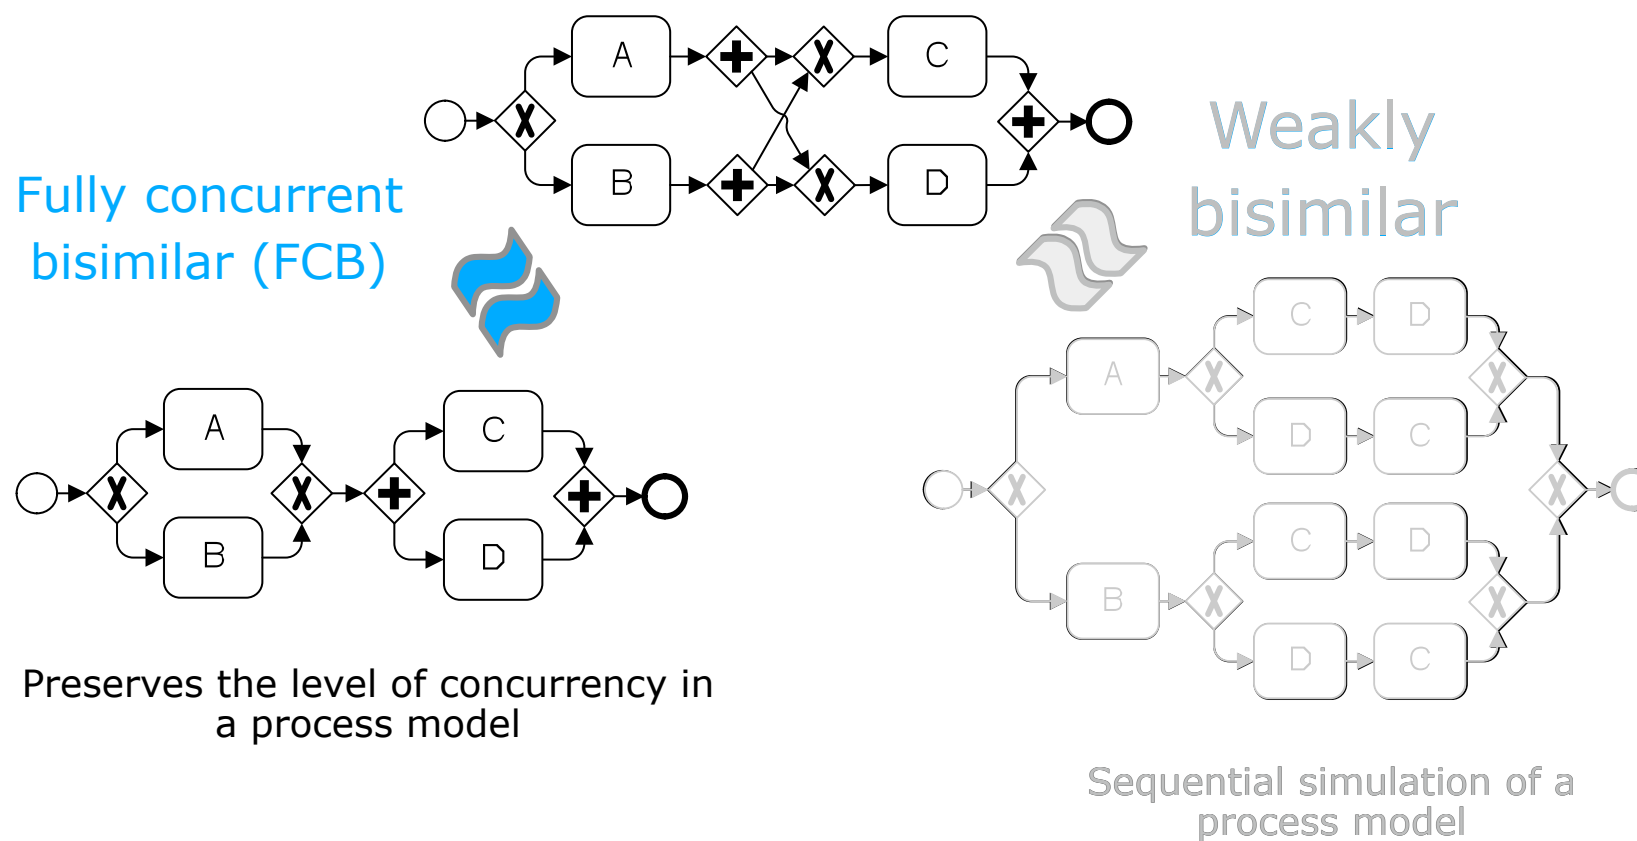 A
C
B
D
Fully concurrent
bisimilar (FCB)
Weakly
bisimilar
A
C
B
D
Preserves the level of concurrency in
a process model
C D
A
D C
C D
B
D C
Sequential simulation of a
process model